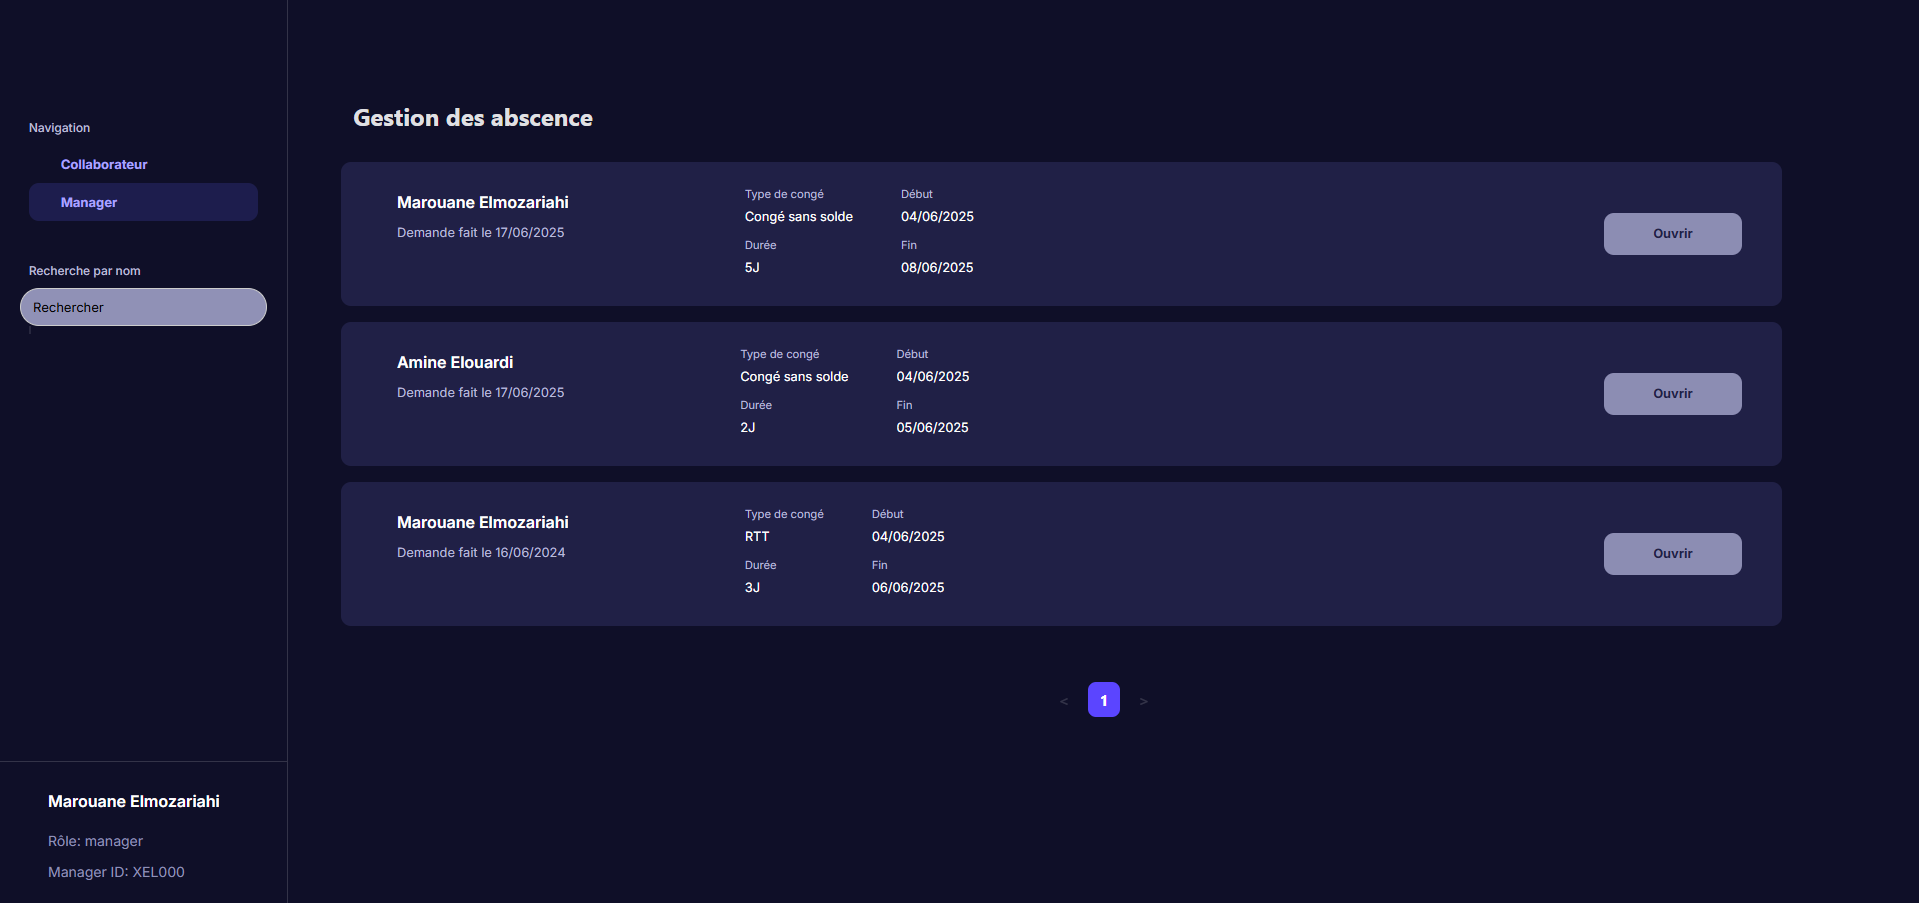 Navigation
Collaborateur
Manager
Recherche par nom
Rechercher
Marouane Elmozariahi
Rôle: manager
Manager ID: XEL000
Gestion des abscence
Marouane Elmozariahi
Demande fait le 17/06/2025
Type de congé
Congé sans solde
Début
04/06/2025
Durée
5J
Fin
08/06/2025
Ouvrir
Amine Elouardi
Demande fait le 17/06/2025
Type de congé
Congé sans solde
Début
04/06/2025
Durée
2J
Fin
05/06/2025
Ouvrir
Marouane Elmozariahi
Demande fait le 16/06/2024
Type de congé
RTT
Début
04/06/2025
Durée
3J
Fin
06/06/2025
Ouvrir
< 1 >